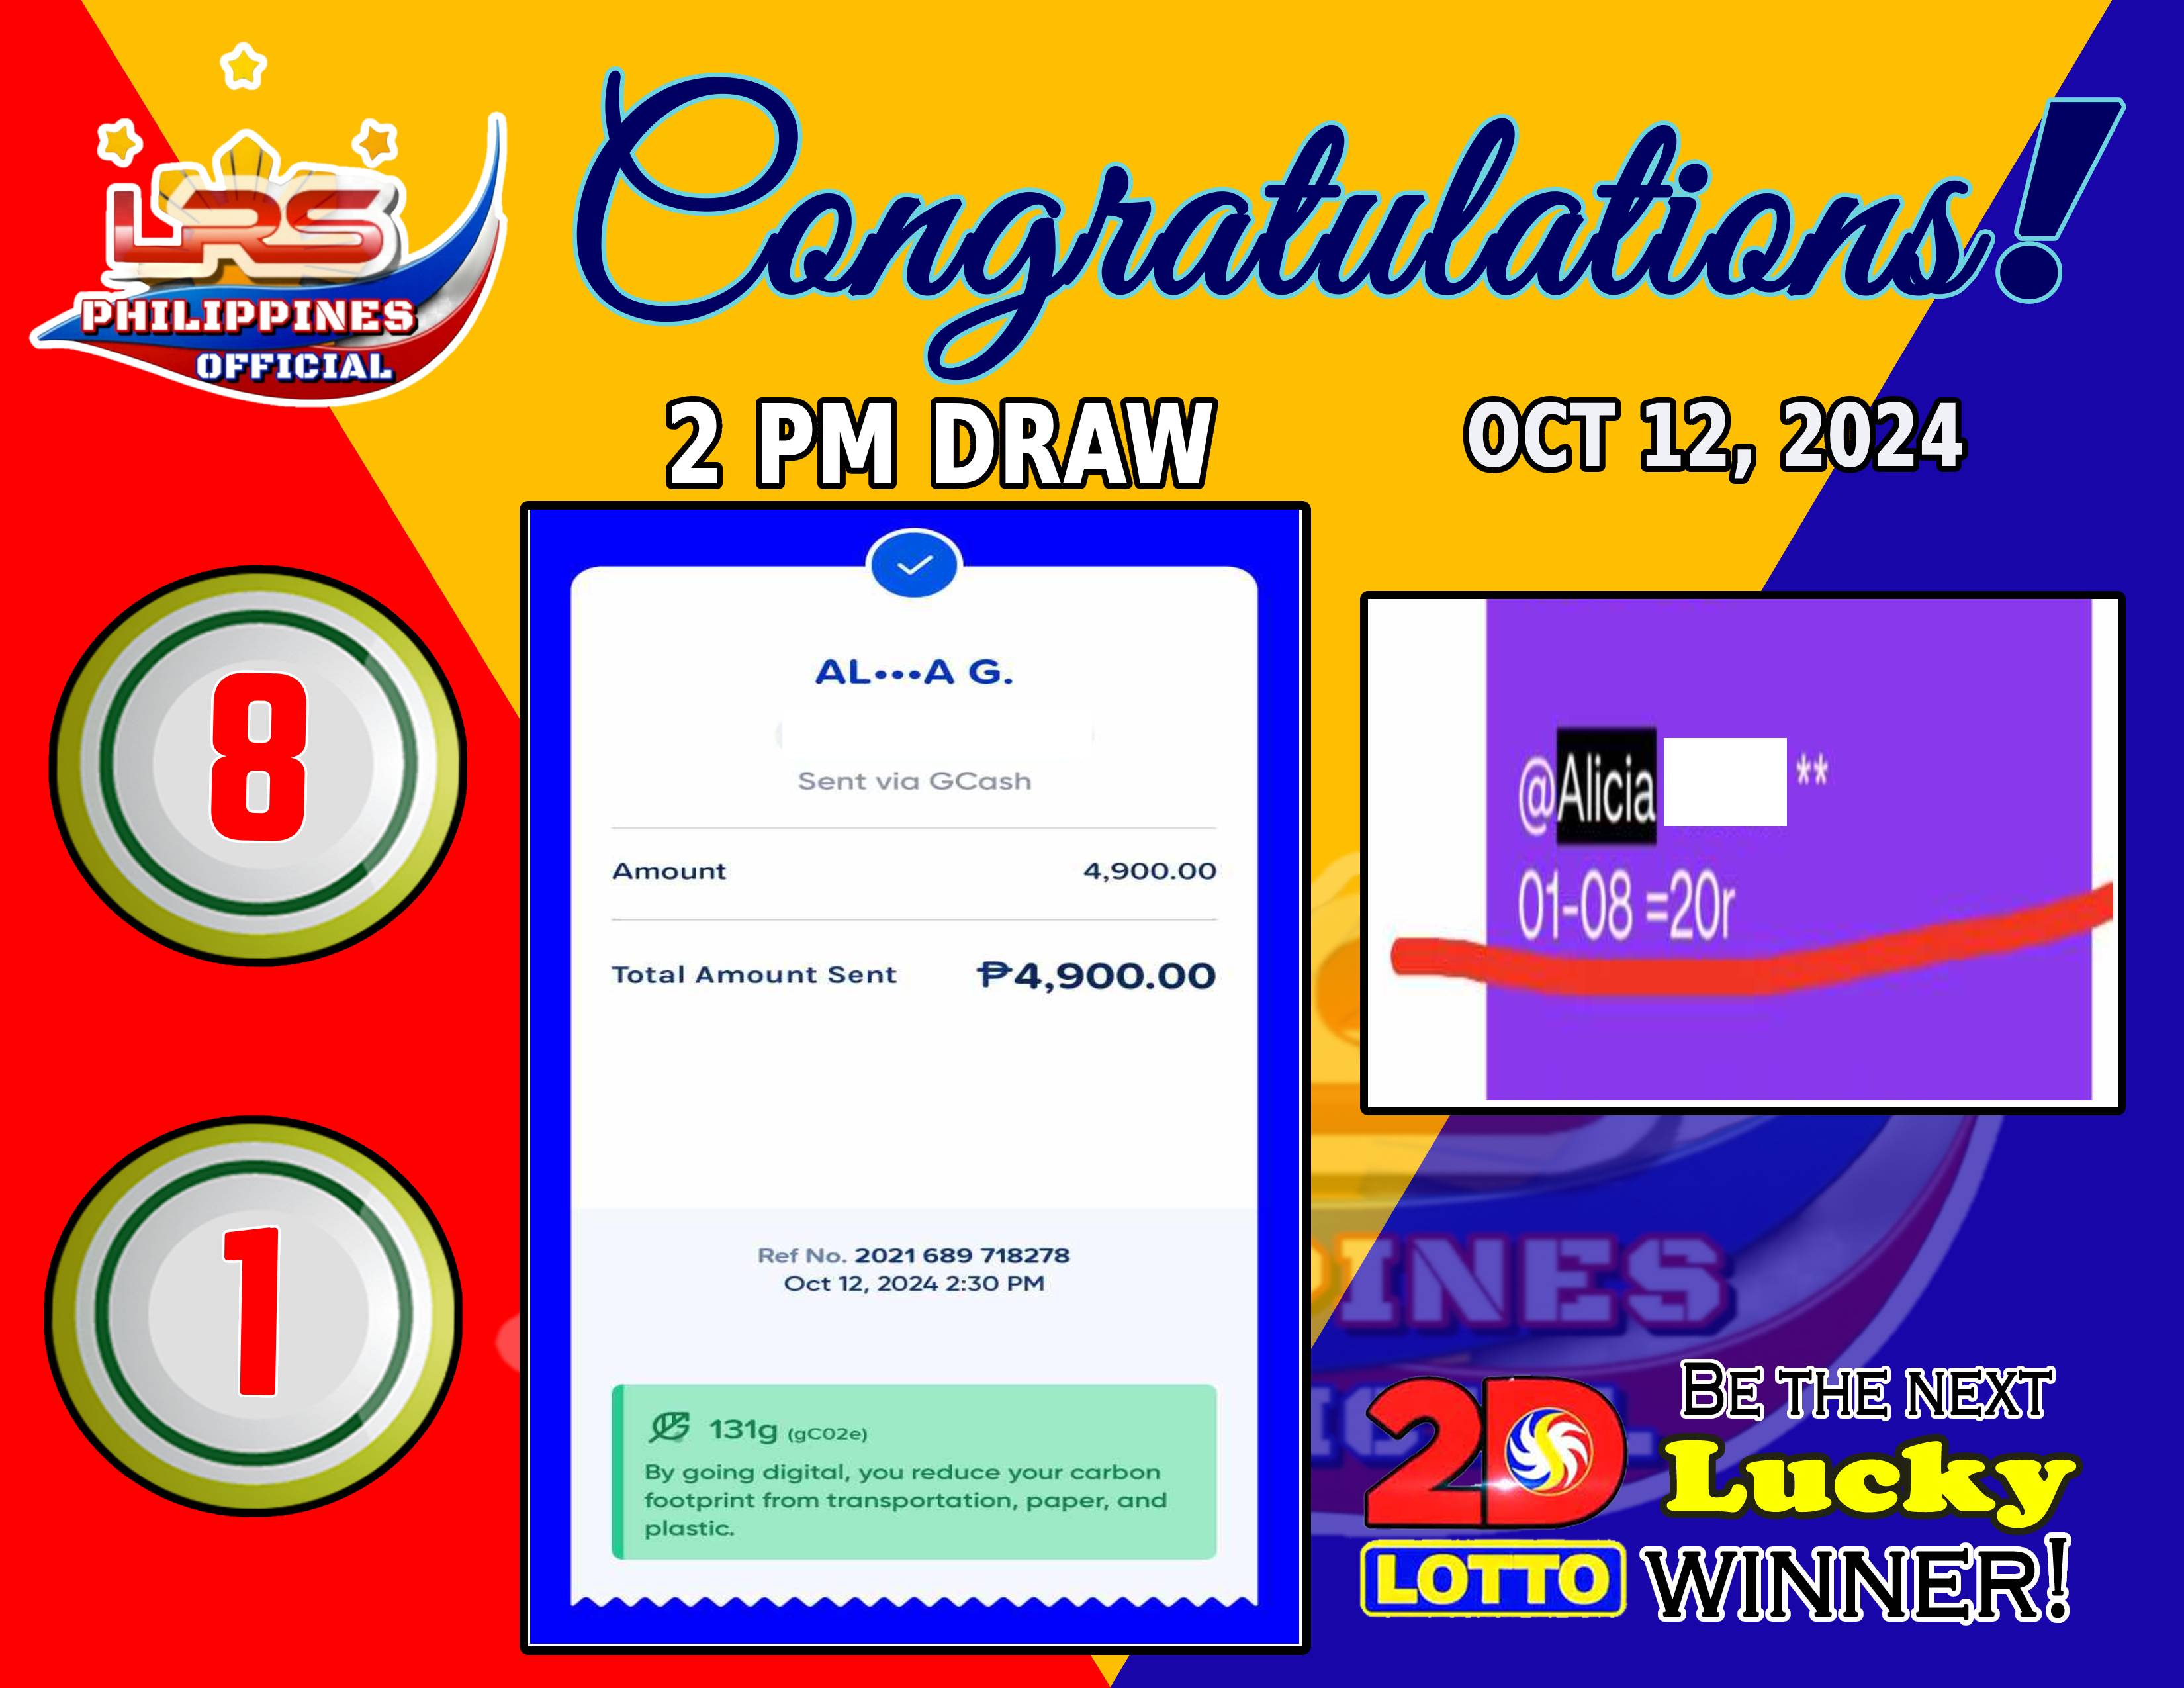 LRS
PHILIPPINES
OFFICIAL
Congratulations!
2 PM DRAW
OCT 12, 2024
8
1
AL•••A G.
Sent via GCash
Amount 4,900.00
Total Amount Sent ₱4,900.00
Ref No. 2021 689 718278
Oct 12, 2024 2:30 PM
131g (gCO2e)
By going digital, you reduce your carbon
footprint from transportation, paper, and
plastic.
@Alicia **
01-08 =20r
PINES
2D
LOTTO
BE THE NEXT
Lucky
WINNER!